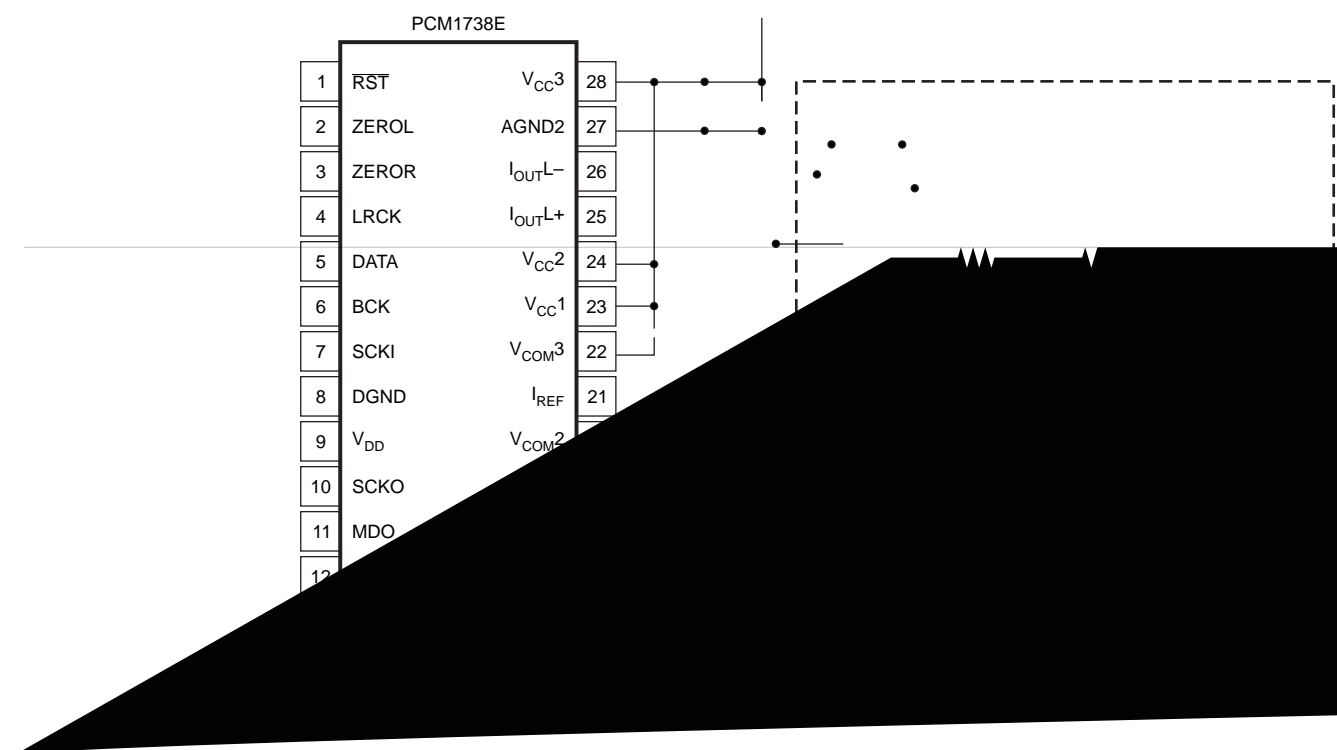 PCM1738E
1 RST VCC3 28
2 ZEROL AGND2 27
3 ZEROR IOUTL– 26
4 LRCK IOUTL+ 25
5 DATA VCC2 24
6 BCK VCC1 23
7 SCKI VCOM3 22
8 DGND IREF 21
9 VDD VCOM2
10 SCKO
11 MDO
12